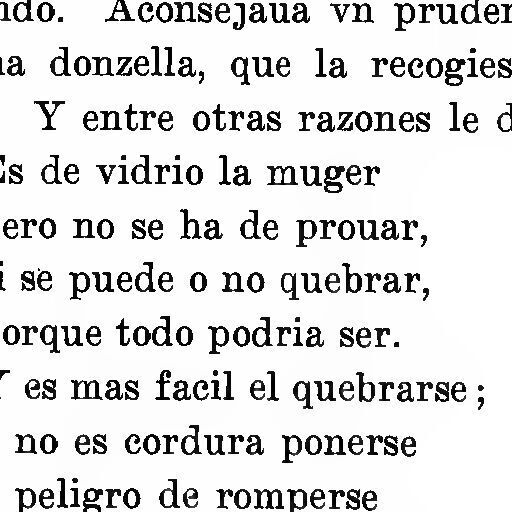 ndo. Aconsejaua vn pruden
na donzella, que la recogies
Y entre otras razones le d
Es de vidrio la muger
ero no se ha de prouar,
i se puede o no quebrar,
orque todo podria ser.
Y es mas facil el quebrarse;
no es cordura ponerse
peligro de romperse